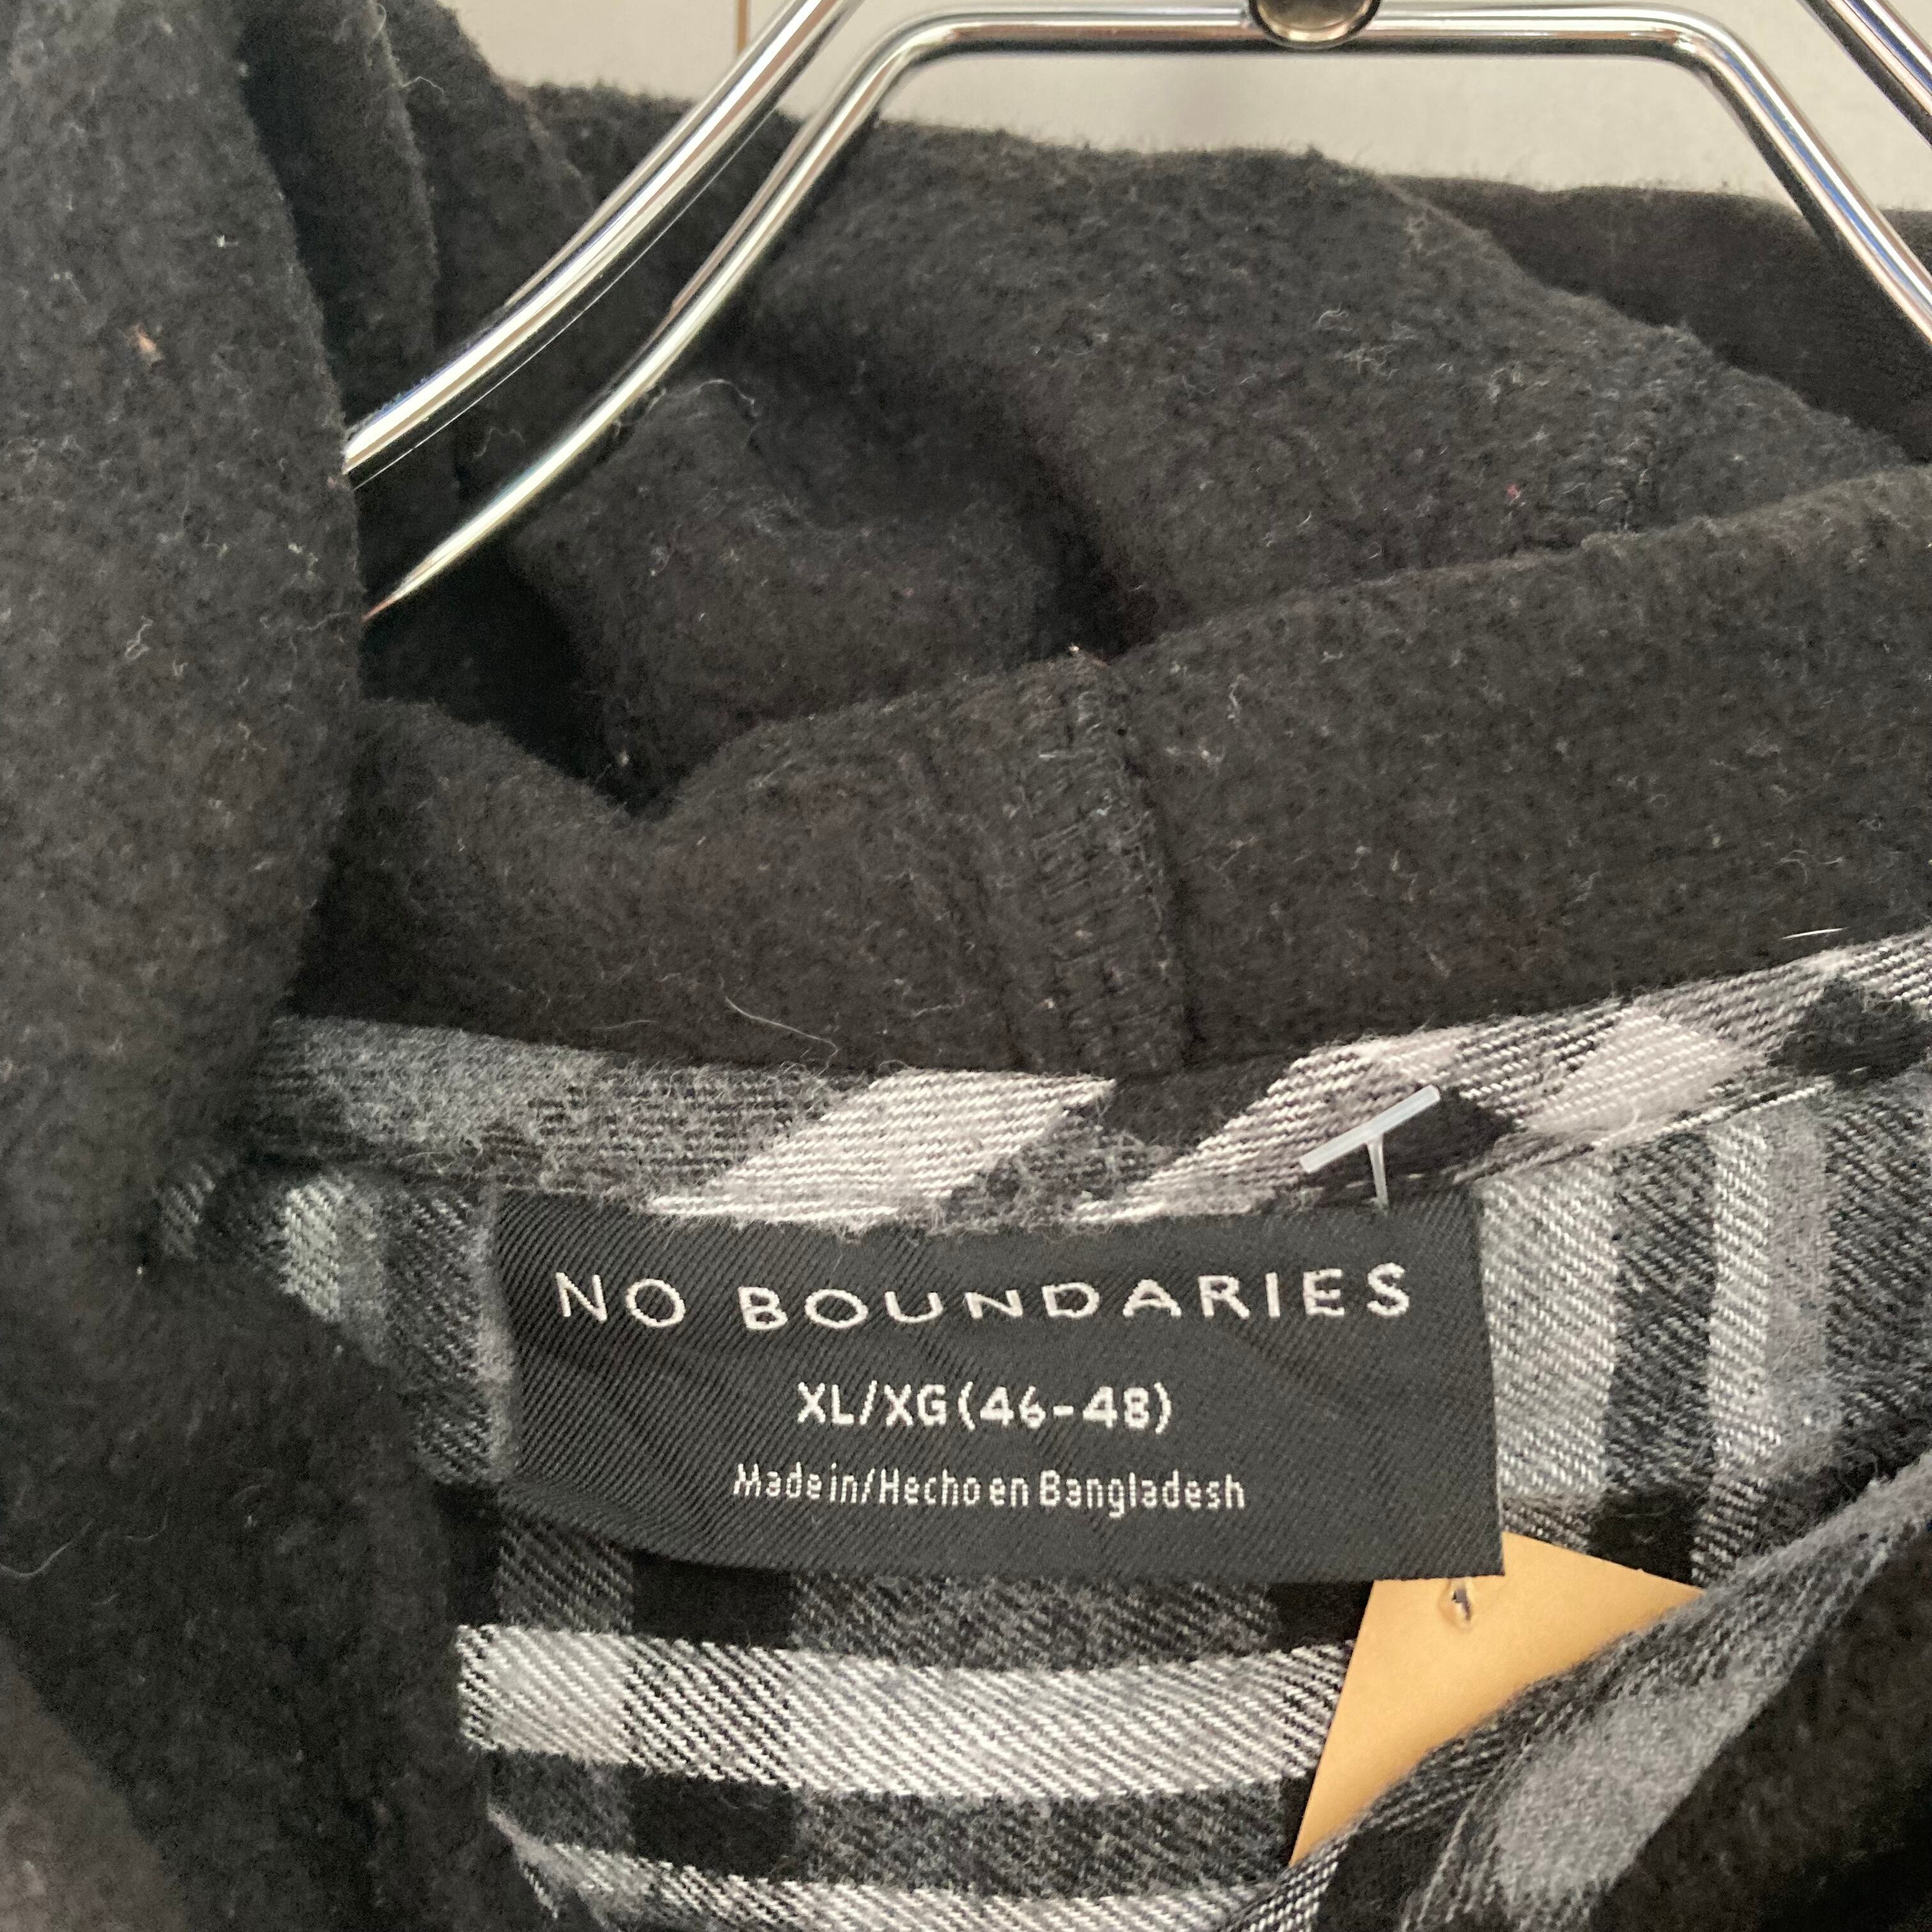 NO BOUNDARIES
XL/XG (46-48)
Made in/Hecho en Bangladesh